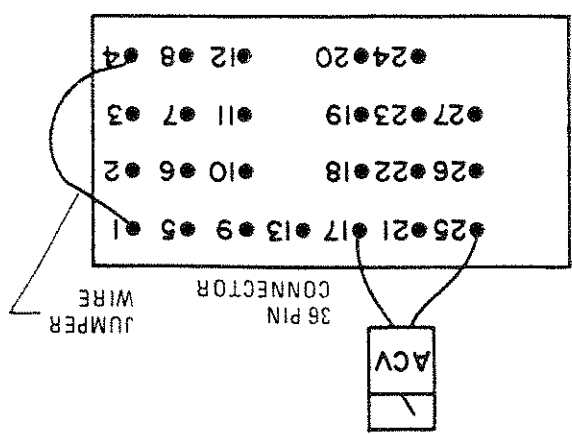 ACV
36 PIN
CONNECTOR
JUMPER
WIRE
25 21 17 13 9 5 1
26 22 18 10 6 2
27 23 19 11 7 3
24 20 12 8 4